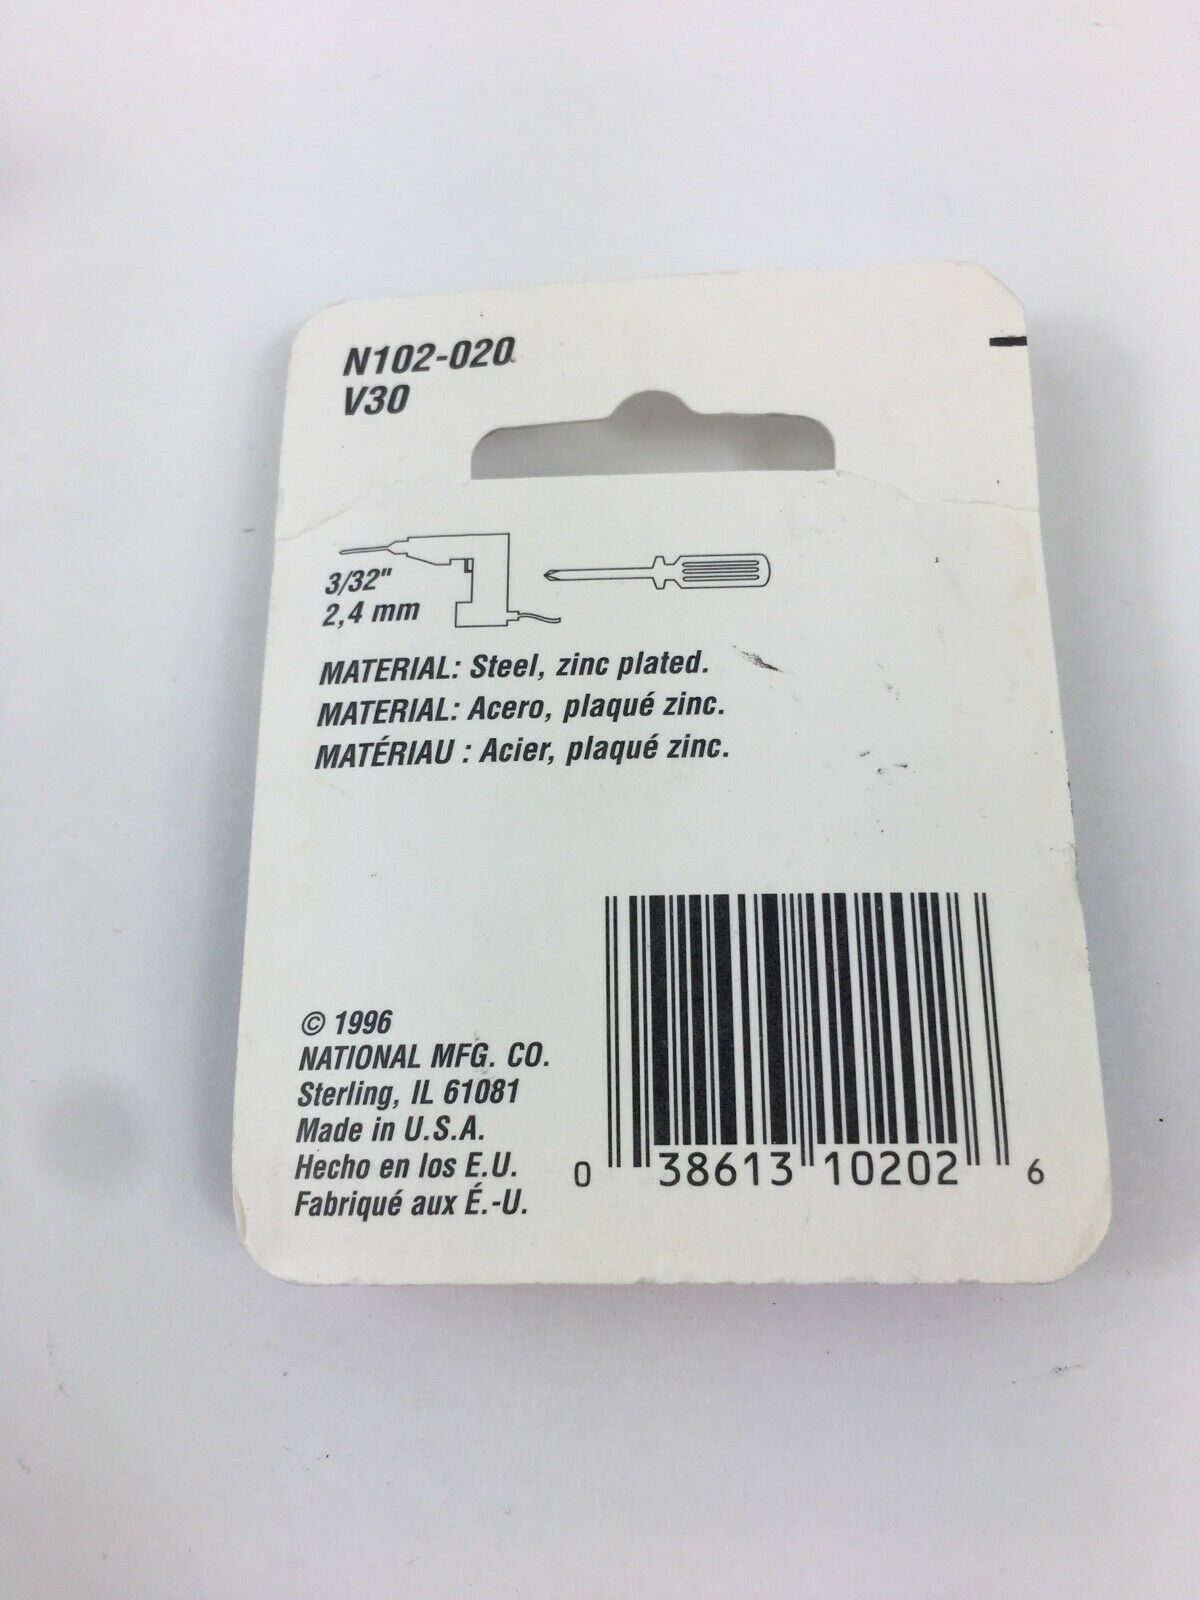 N102-020
V30
3/32"
2,4 mm
MATERIAL: Steel, zinc plated.
MATERIAL: Acero, plaqué zinc.
MATÉRIAU : Acier, plaqué zinc.
© 1996
NATIONAL MFG. CO.
Sterling, IL 61081
Made in U.S.A.
Hecho en los E.U.
Fabriqué aux É.-U.
0 38613 10202 6